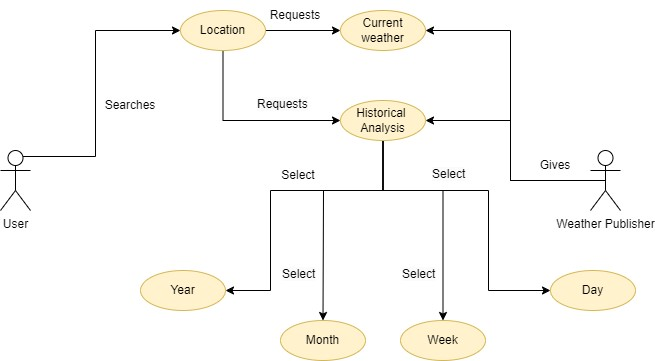 Requests
Location
Current
weather
Searches
Requests
Historical
Analysis
Gives
Select
Select
User
Weather Publisher
Select
Select
Year
Day
Month
Week